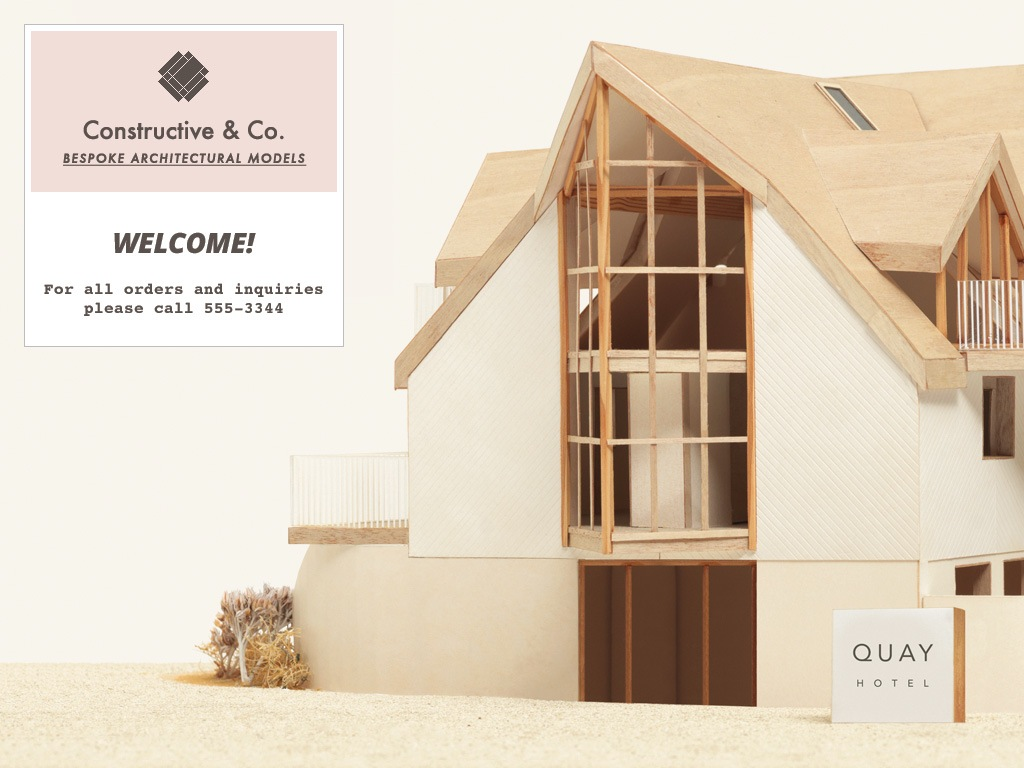 Constructive & Co.
BESPOKE ARCHITECTURAL MODELS
WELCOME!
For all orders and inquiries
please call 555-3344
QUAY
HOTEL